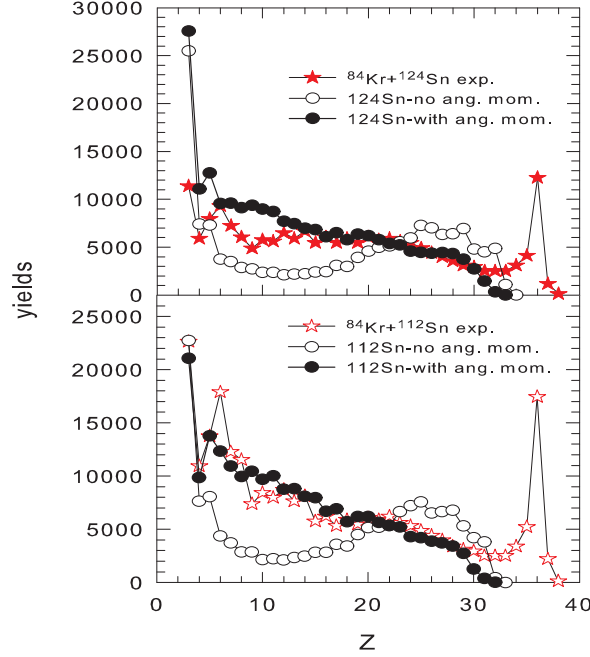 30000
25000
20000
15000
10000
5000
0
⁸⁴Kr+¹²⁴Sn exp.
124Sn-no ang. mom.
124Sn-with ang. mom.
yields
25000
20000
15000
10000
5000
0
⁸⁴Kr+¹¹²Sn exp.
112Sn-no ang. mom.
112Sn-with ang. mom.
0 10 20 30 40
Z